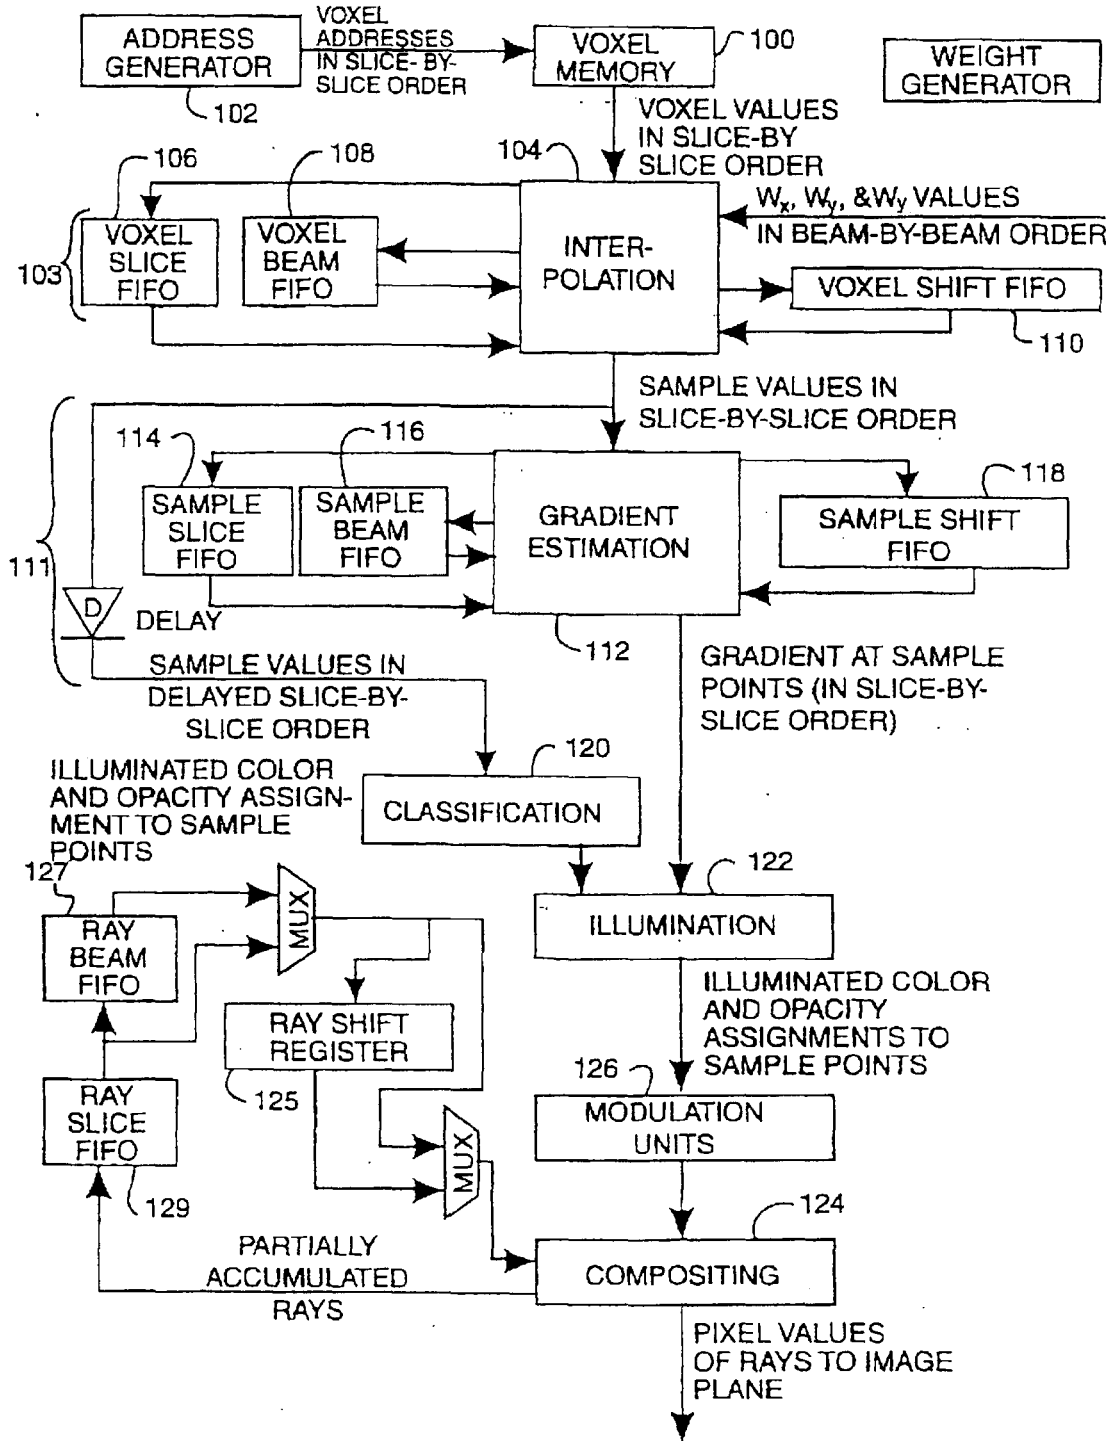 ADDRESS
GENERATOR
102
VOXEL
ADDRESSES
IN SLICE- BY-
SLICE ORDER
VOXEL
MEMORY
100
WEIGHT
GENERATOR
VOXEL VALUES
IN SLICE-BY
SLICE ORDER
106
108
104
103
VOXEL
SLICE
FIFO
VOXEL
BEAM
FIFO
INTER-
POLATION
Wx, Wy, &Wy VALUES
IN BEAM-BY-BEAM ORDER
VOXEL SHIFT FIFO
110
SAMPLE VALUES IN
SLICE-BY-SLICE ORDER
111
114
116
118
SAMPLE
SLICE
FIFO
SAMPLE
BEAM
FIFO
GRADIENT
ESTIMATION
SAMPLE SHIFT
FIFO
D
DELAY
112
SAMPLE VALUES IN
DELAYED SLICE-BY-
SLICE ORDER
GRADIENT AT SAMPLE
POINTS (IN SLICE-BY-
SLICE ORDER)
120
CLASSIFICATION
ILLUMINATED COLOR
AND OPACITY ASSIGN-
MENT TO SAMPLE
POINTS
127
122
ILLUMINATION
RAY
BEAM
FIFO
MUX
RAY SHIFT
REGISTER
125
ILLUMINATED COLOR
AND OPACITY
ASSIGNMENTS TO
SAMPLE POINTS
RAY
SLICE
FIFO
129
126
MODULATION
UNITS
MUX
124
COMPOSITING
PARTIALLY
ACCUMULATED
RAYS
PIXEL VALUES
OF RAYS TO IMAGE
PLANE